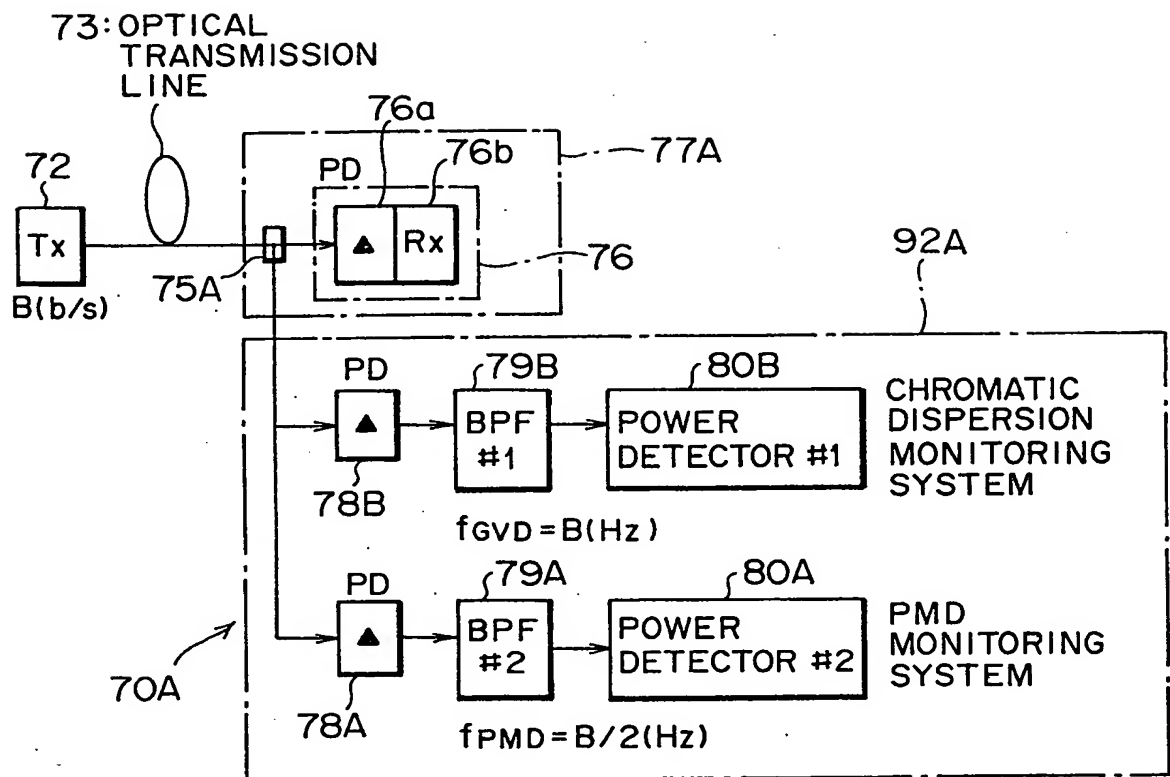 73: OPTICAL
TRANSMISSION
LINE
76a
76b
77A
72
PD
Tx
Rx
76
75A
B(b/s)
92A
PD
79B
80B
BPF
#1
POWER
DETECTOR #1
CHROMATIC
DISPERSION
MONITORING
SYSTEM
78B
fGVD=B(Hz)
PD
79A
80A
BPF
#2
POWER
DETECTOR #2
PMD
MONITORING
SYSTEM
70A
78A
fPMD=B/2(Hz)